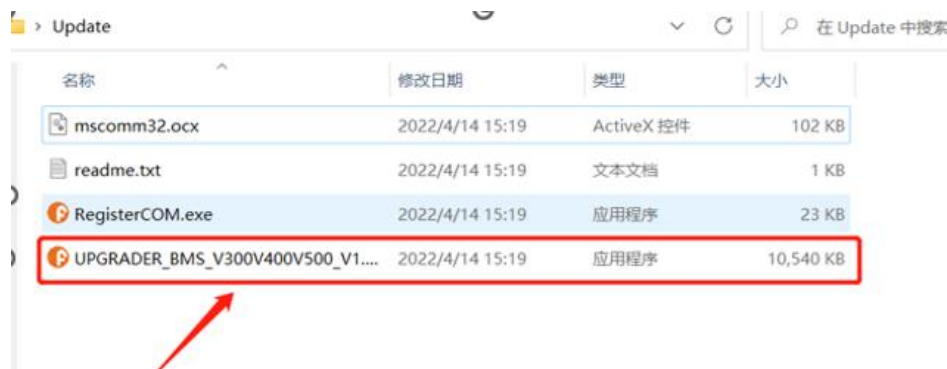 > Update 在 Update 中搜索
名称 修改日期 类型 大小
mscomm32.ocx 2022/4/14 15:19 ActiveX 控件 102 KB
readme.txt 2022/4/14 15:19 文本文档 1 KB
RegisterCOM.exe 2022/4/14 15:19 应用程序 23 KB
UPGRADER_BMS_V300V400V500_V1.... 2022/4/14 15:19 应用程序 10,540 KB